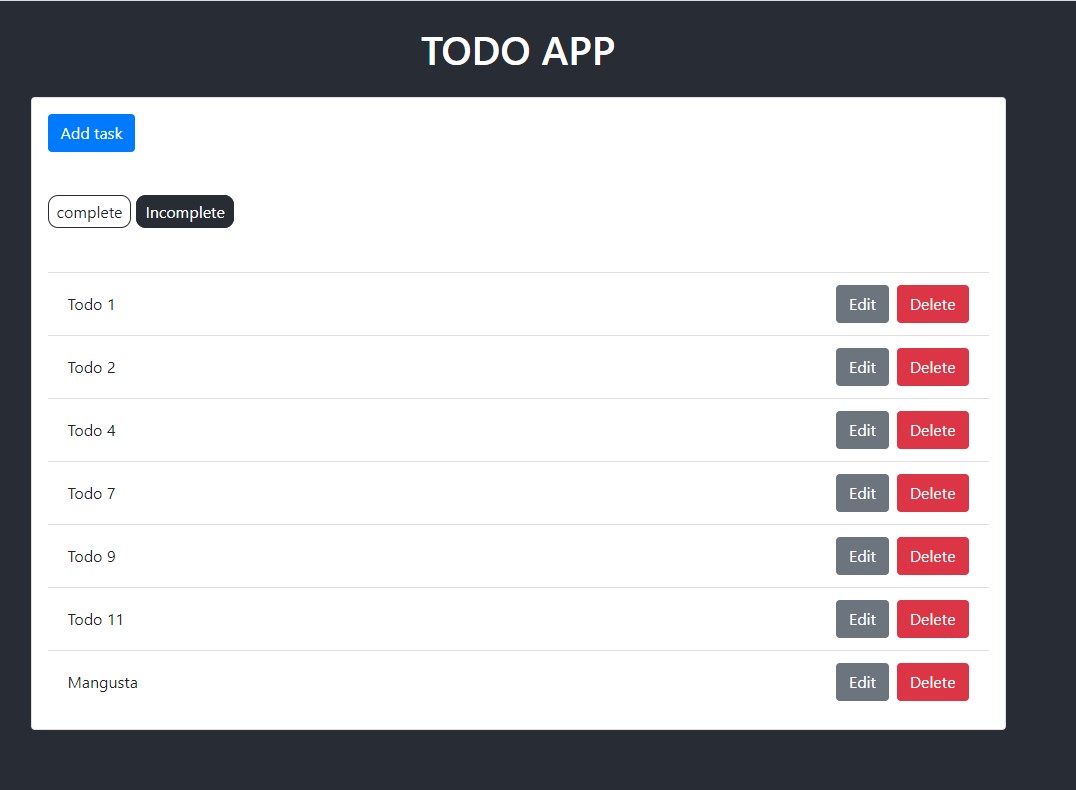 TODO APP
Add task
complete Incomplete
Todo 1 Edit Delete
Todo 2 Edit Delete
Todo 4 Edit Delete
Todo 7 Edit Delete
Todo 9 Edit Delete
Todo 11 Edit Delete
Mangusta Edit Delete